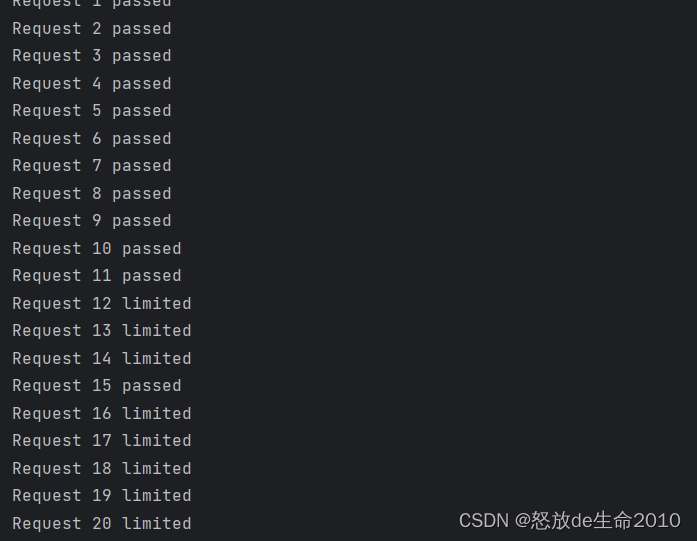 Request 1 passed
Request 2 passed
Request 3 passed
Request 4 passed
Request 5 passed
Request 6 passed
Request 7 passed
Request 8 passed
Request 9 passed
Request 10 passed
Request 11 passed
Request 12 limited
Request 13 limited
Request 14 limited
Request 15 passed
Request 16 limited
Request 17 limited
Request 18 limited
Request 19 limited
Request 20 limited
CSDN @怒放de生命2010